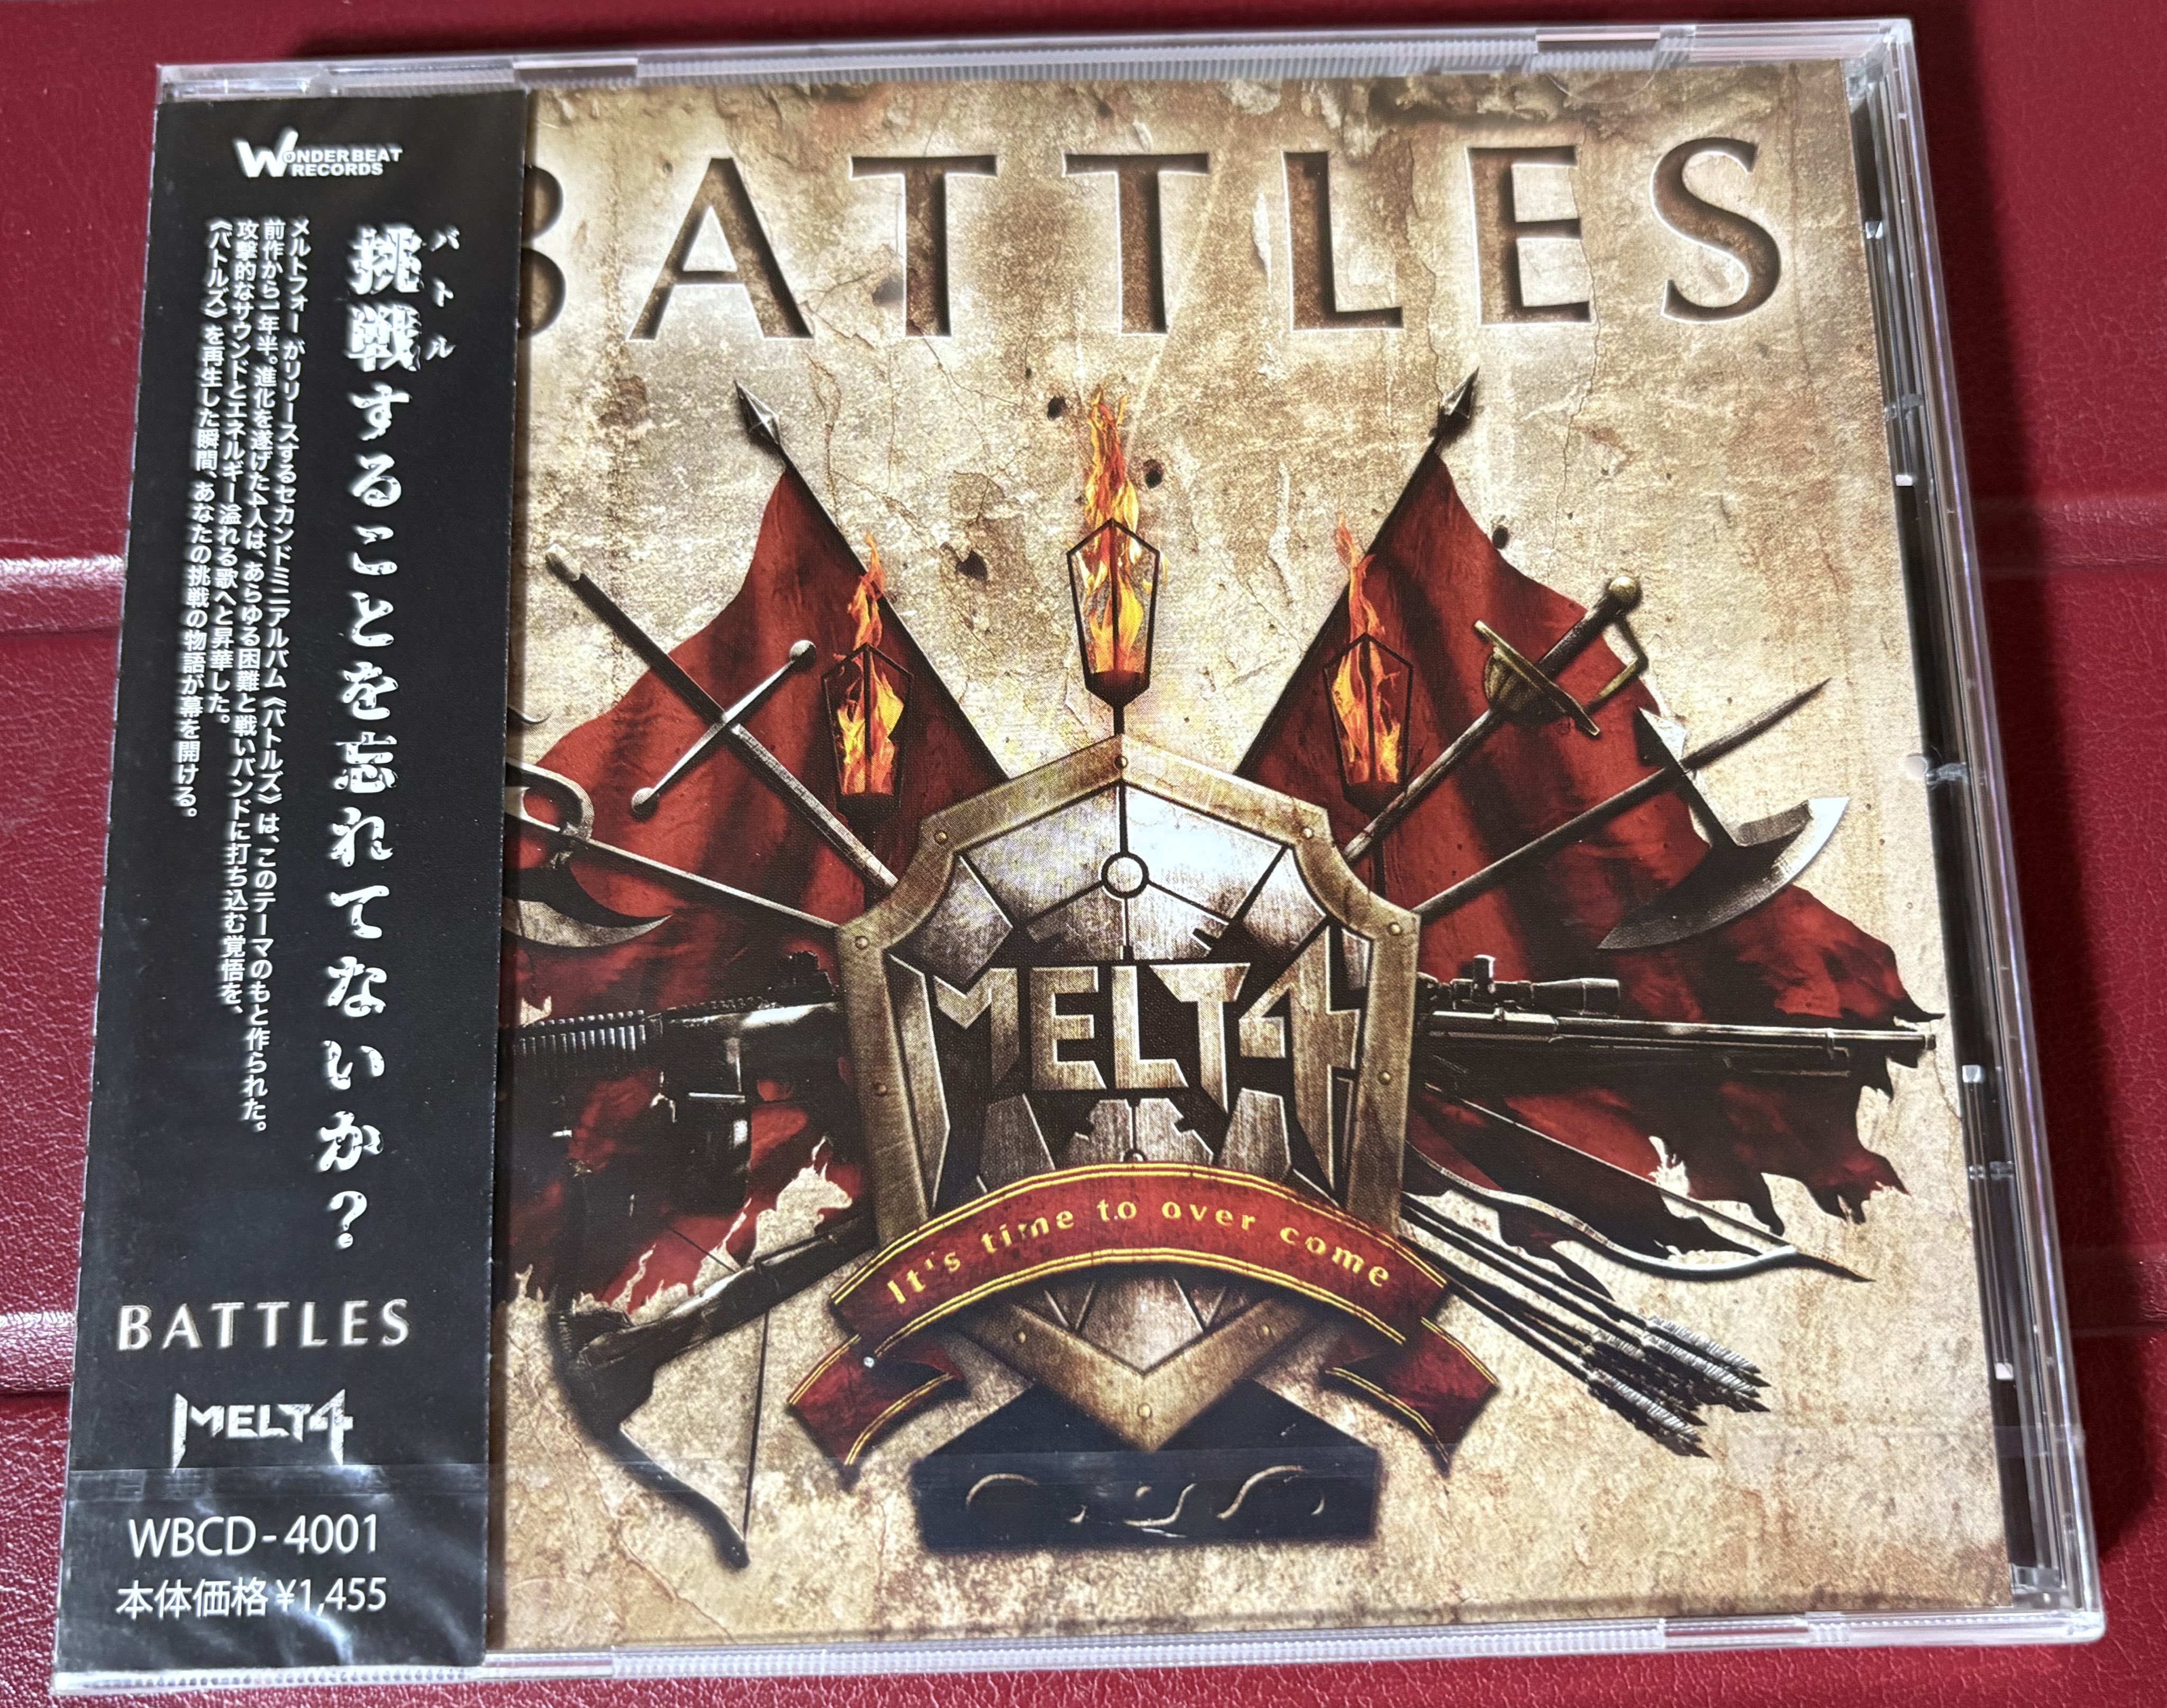 WONDERBEAT
RECORDS
バトル
挑戦することを忘れてないか?
メルトフォーがリリースするセカンドミニアルバム《バトルズ》は、このテーマのもと作られた。
前作から一年半。進化を遂げた4人は、あらゆる困難と戦いバンドに打ち込む覚悟を、
攻撃的なサウンドとエネルギー溢れる歌へと昇華した。
《バトルズ》を再生した瞬間、あなたの挑戦の物語が幕を開ける。
BATTLES
MELT4
WBCD-4001
本体価格¥1,455
BATTLES
MELT4
It's time to over come